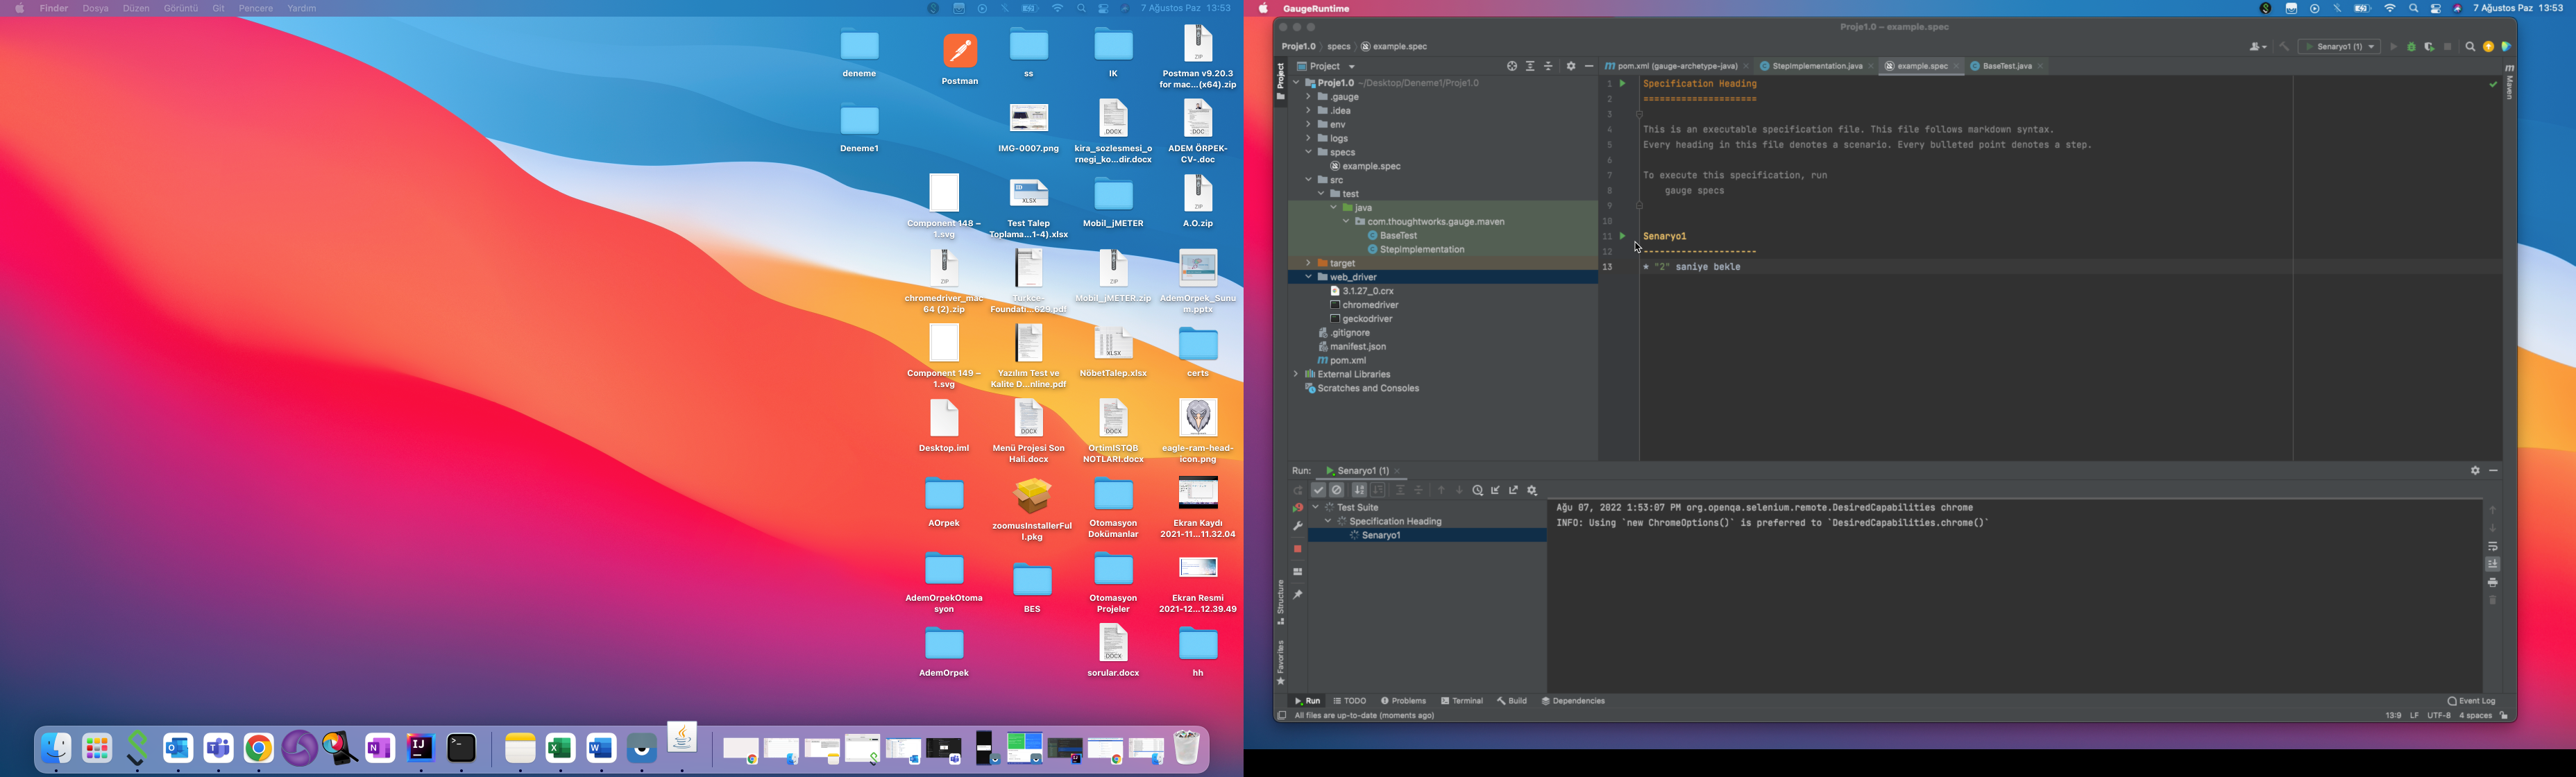 Finder Dosya Düzen Görüntü Git Pencere Yardım
7 Ağustos Paz 13:53
deneme
Postman
ss
IK
Postman v9.20.3
for mac...(x64).zip
Deneme1
IMG-0007.png
kira_sozlesmesi_o
rnegi_ko...dir.docx
ADEM ÖRPEK-
CV-.doc
Component 148 –
1.svg
Test Talep
Toplama...1-4).xlsx
Mobil_jMETER
A.O.zip
chromedriver_mac
64 (2).zip
Turkce-
Foundati...629.pdf
Mobil_jMETER.zip
AdemOrpek_Sunu
m.pptx
Component 149 –
1.svg
Yazılım Test ve
Kalite D...nline.pdf
NöbetTalep.xlsx
certs
Desktop.iml
Menü Projesi Son
Hali.docx
OrtimISTQB
NOTLARI.docx
eagle-ram-head-
icon.png
AOrpek
zoomusInstallerFul
l.pkg
Otomasyon
Dokümanlar
Ekran Kaydı
2021-11...11.32.04
AdemOrpekOtoma
syon
BES
Otomasyon
Projeler
Ekran Resmi
2021-12...12.39.49
AdemOrpek
sorular.docx
hh
GaugeRuntime
7 Ağustos Paz 13:53
Proje1.0 – example.spec
Proje1.0 specs example.spec
Senaryo1 (1)
Project
Project
pom.xml (gauge-archetype-java)
StepImplementation.java
example.spec
BaseTest.java
Maven
Proje1.0 ~/Desktop/Deneme1/Proje1.0
.gauge
.idea
env
logs
specs
example.spec
src
test
java
com.thoughtworks.gauge.maven
BaseTest
StepImplementation
target
web_driver
3.1.27_0.crx
chromedriver
geckodriver
.gitignore
manifest.json
pom.xml
External Libraries
Scratches and Consoles
1 Specification Heading
2 =====================
3
4 This is an executable specification file. This file follows markdown syntax.
5 Every heading in this file denotes a scenario. Every bulleted point denotes a step.
6
7 To execute this specification, run
8 gauge specs
9
10
11 Senaryo1
12 ---------------------
13 * "2" saniye bekle
Run: Senaryo1 (1)
Test Suite
Specification Heading
Senaryo1
Ağu 07, 2022 1:53:07 PM org.openqa.selenium.remote.DesiredCapabilities chrome
INFO: Using `new ChromeOptions()` is preferred to `DesiredCapabilities.chrome()`
Structure
Favorites
Run TODO Problems Terminal Build Dependencies
Event Log
All files are up-to-date (moments ago)
13:9 LF UTF-8 4 spaces